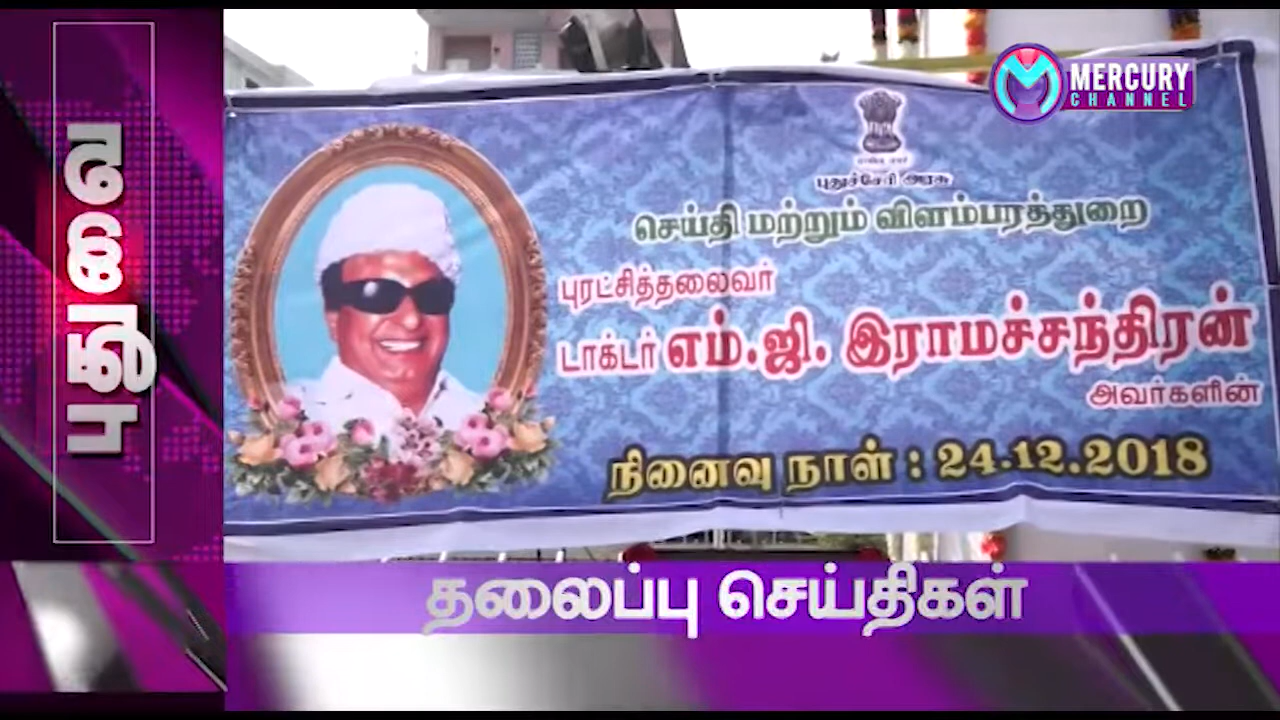 MERCURY
CHANNEL
புதுவை
புதுச்சேரி அரசு
செய்தி மற்றும் விளம்பரத்துறை
புரட்சித்தலைவர்
டாக்டர் எம்.ஜி. இராமச்சந்திரன்
அவர்களின்
நினைவு நாள் : 24.12.2018
தலைப்பு செய்திகள்